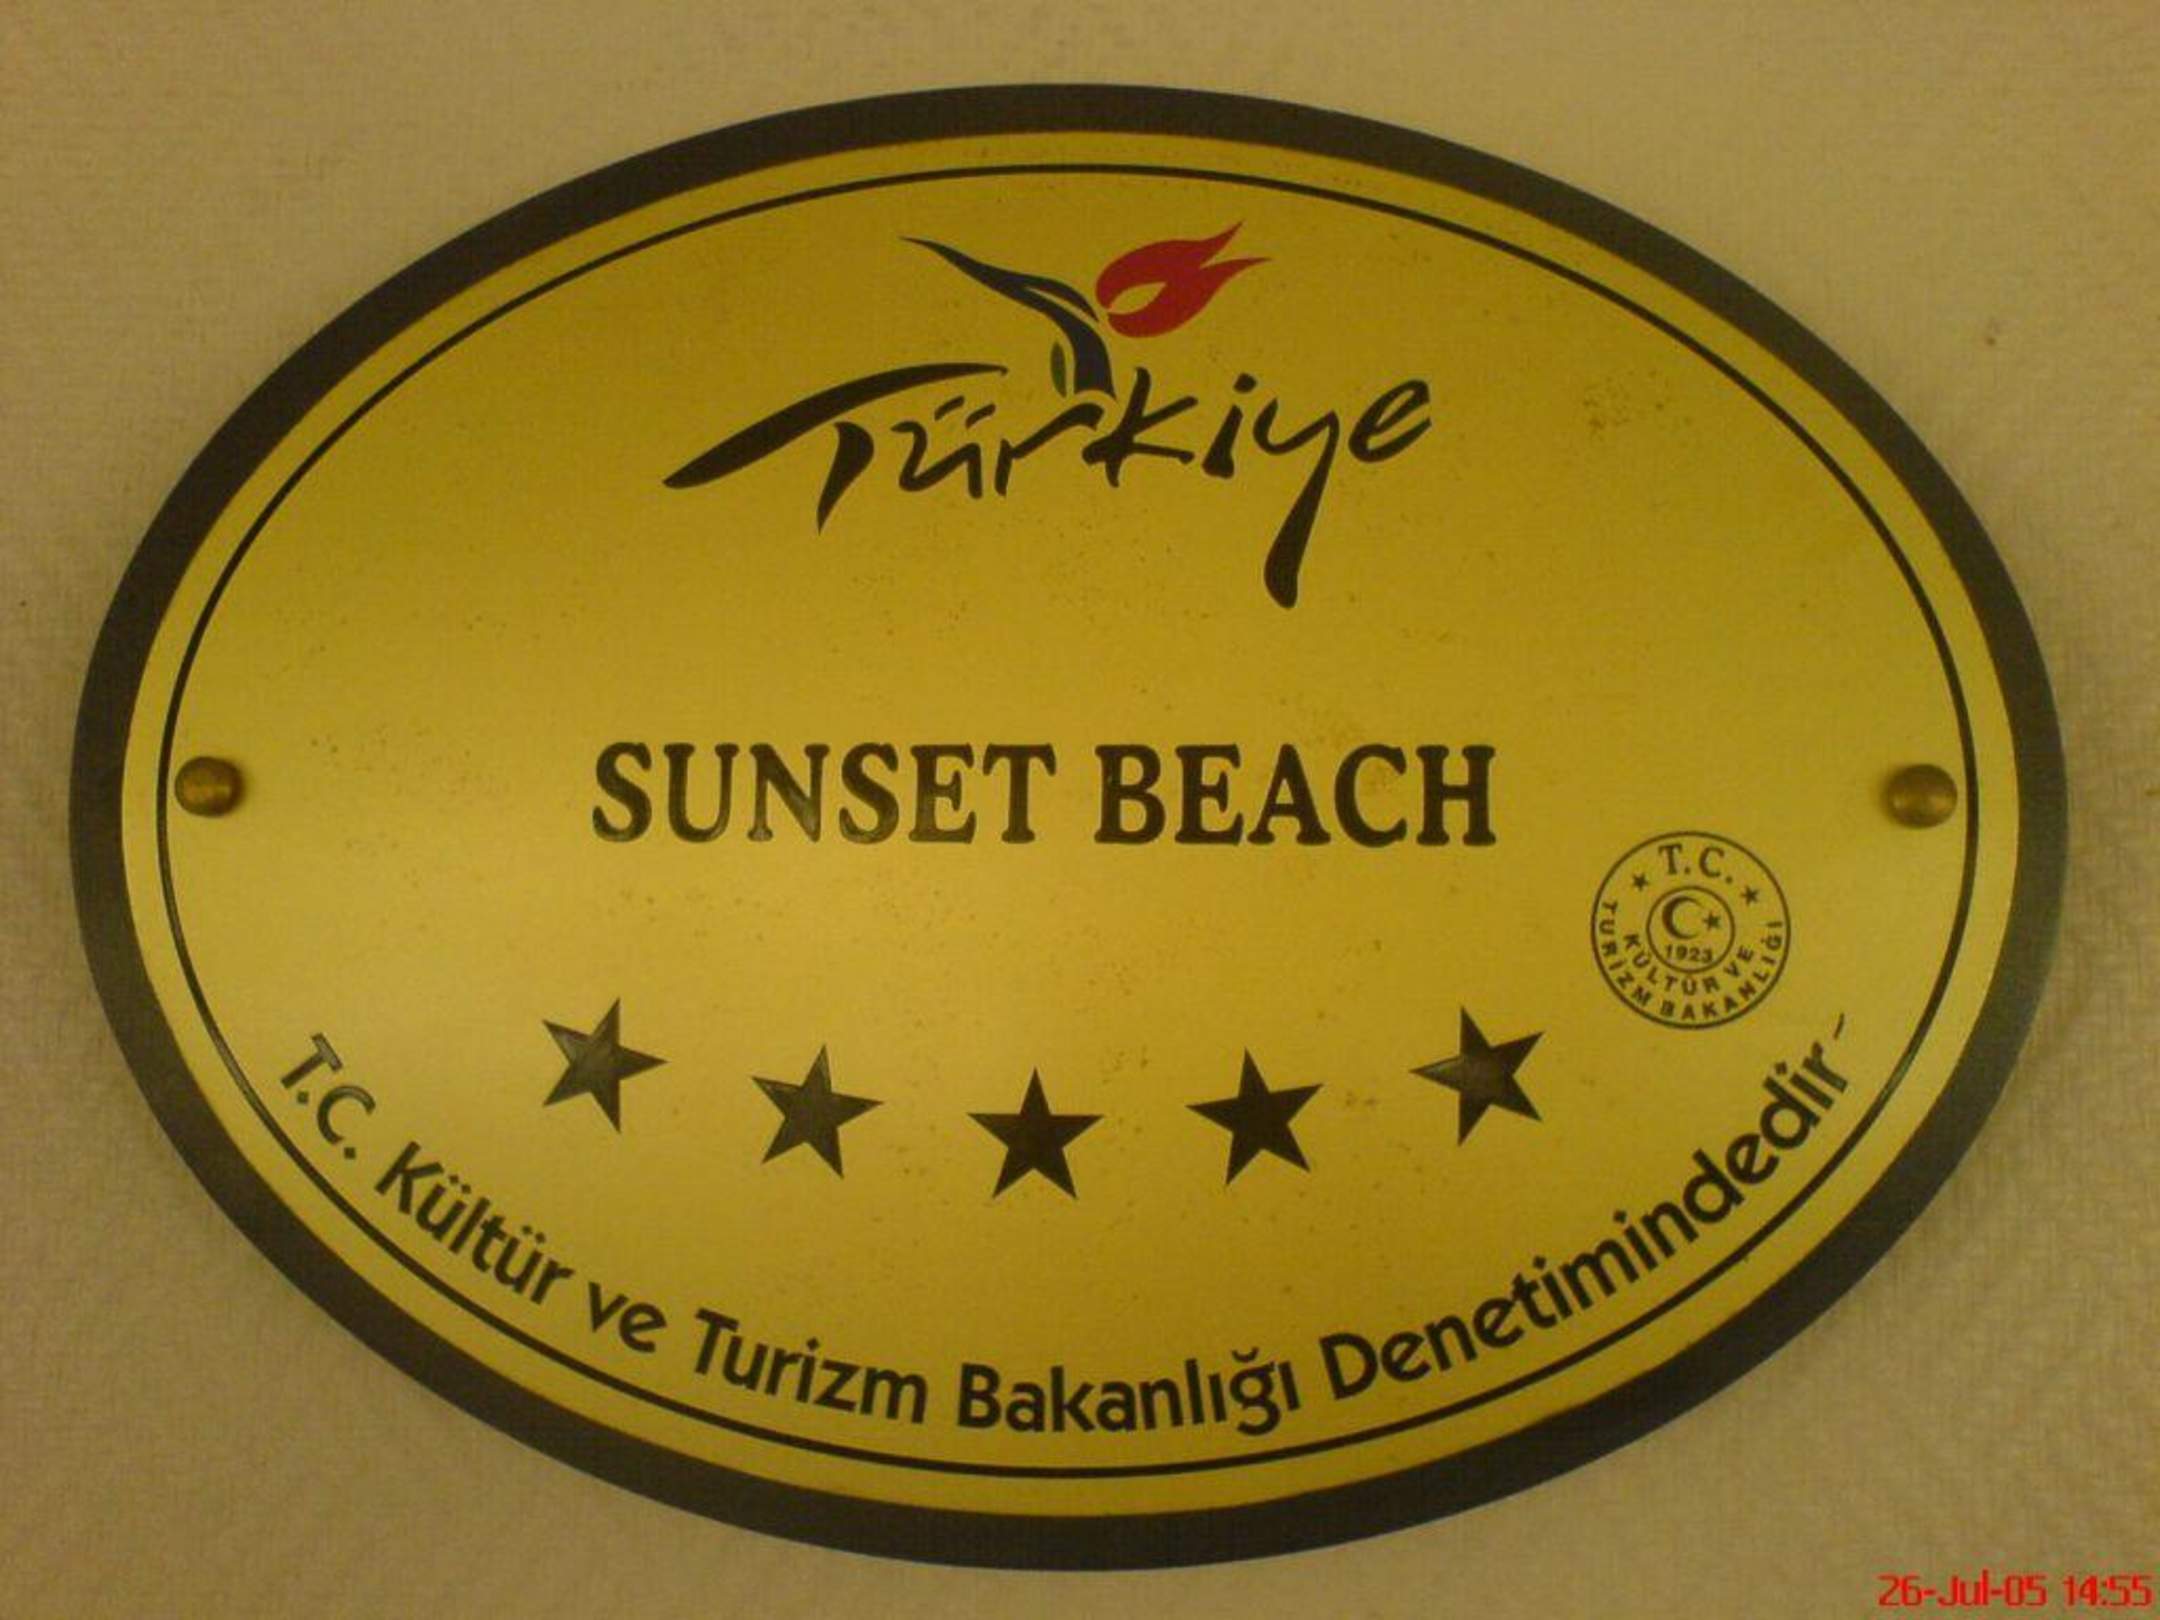 Türkiye
SUNSET BEACH
T.C.
1923
KÜLTÜR VE
TURİZM BAKANLIĞI
T.C. Kültür ve Turizm Bakanlığı Denetimindedir
26-Jul-05 14:55